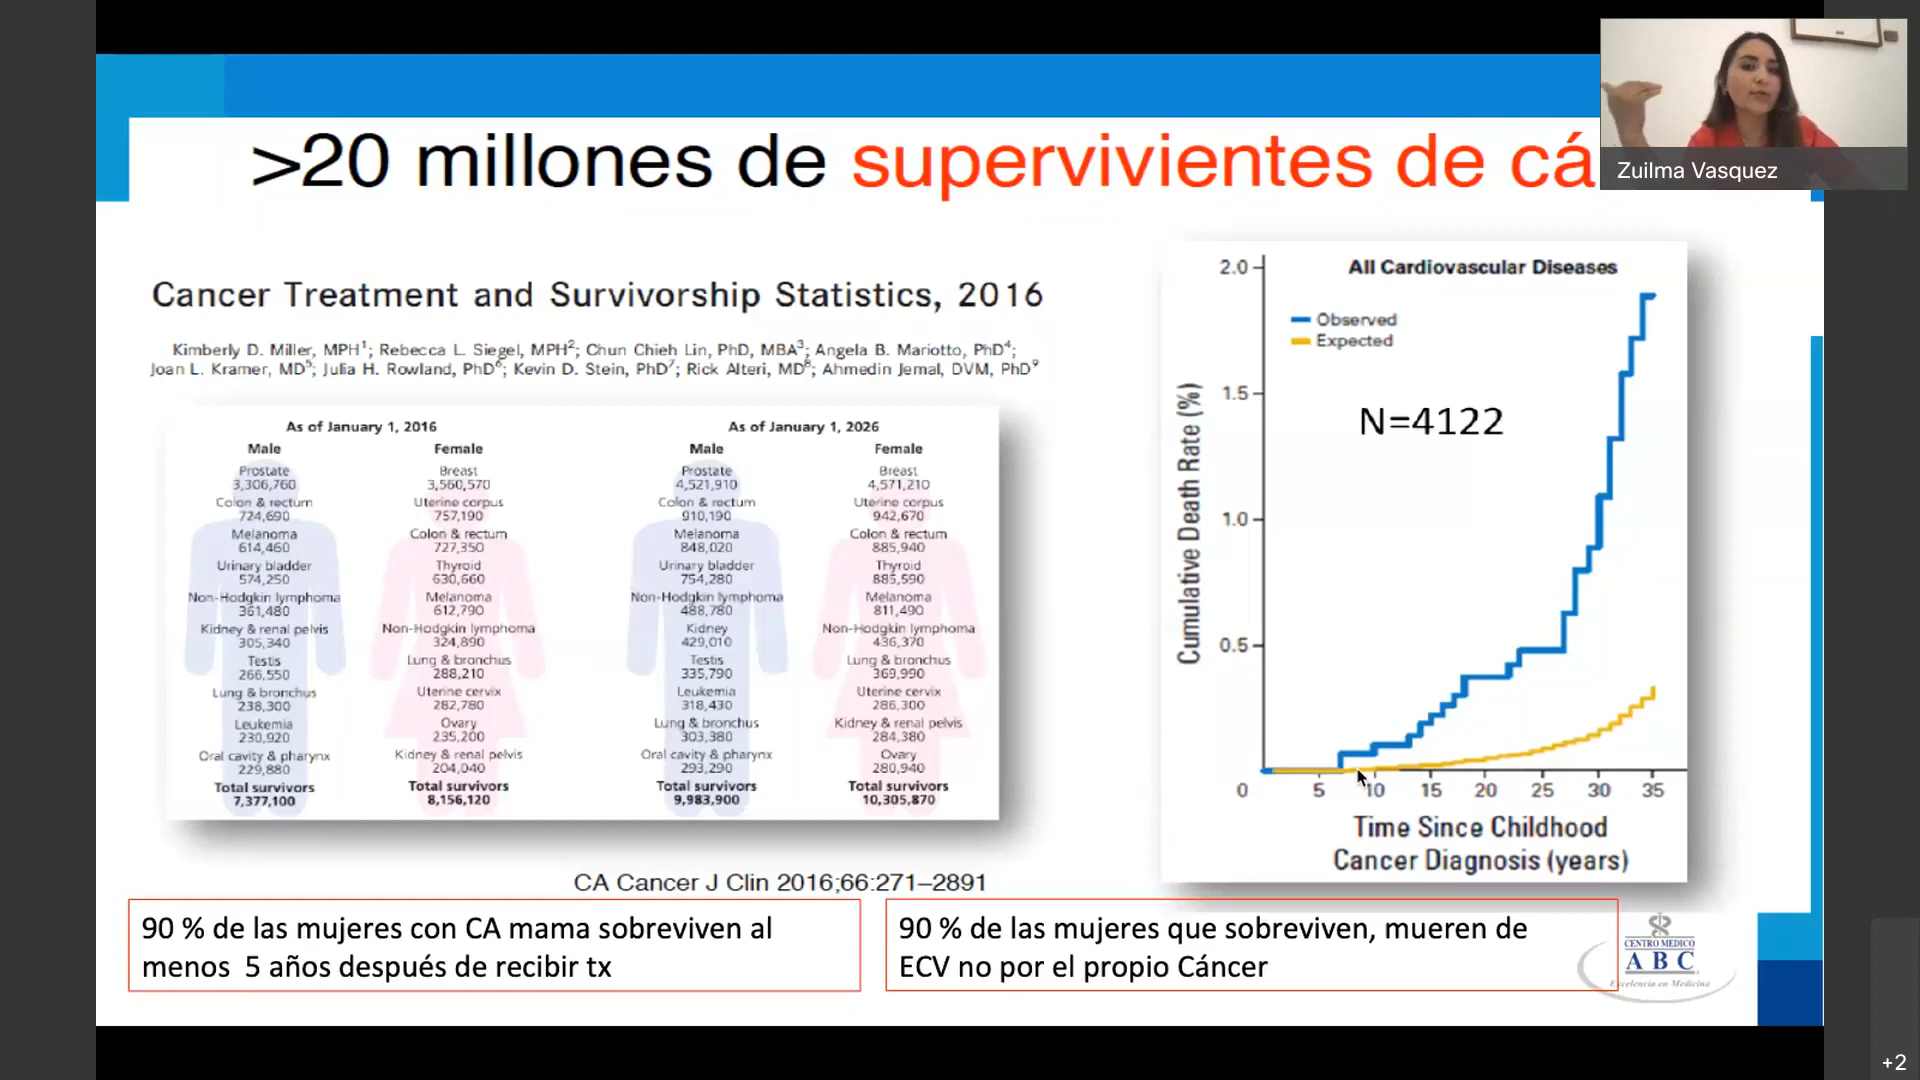 >20 millones de supervivientes de cá
Zuilma Vasquez
Cancer Treatment and Survivorship Statistics, 2016
Kimberly D. Miller, MPH1; Rebecca L. Siegel, MPH2; Chun Chieh Lin, PhD, MBA3; Angela B. Mariotto, PhD4;
Joan L. Kramer, MD5; Julia H. Rowland, PhD6; Kevin D. Stein, PhD7; Rick Alteri, MD8; Ahmedin Jemal, DVM, PhD9
As of January 1, 2016
Male
Prostate
3,306,760
Colon & rectum
724,690
Melanoma
614,460
Urinary bladder
574,250
Non-Hodgkin lymphoma
361,480
Kidney & renal pelvis
305,340
Testis
266,550
Lung & bronchus
238,300
Leukemia
230,920
Oral cavity & pharynx
229,880
Total survivors
7,377,100
Female
Breast
3,560,570
Uterine corpus
757,190
Colon & rectum
727,350
Thyroid
630,660
Melanoma
612,790
Non-Hodgkin lymphoma
324,890
Lung & bronchus
288,210
Uterine cervix
282,780
Ovary
235,200
Kidney & renal pelvis
204,040
Total survivors
8,156,120
As of January 1, 2026
Male
Prostate
4,521,910
Colon & rectum
910,190
Melanoma
848,020
Urinary bladder
754,280
Non-Hodgkin lymphoma
488,780
Kidney
429,010
Testis
335,790
Leukemia
318,430
Lung & bronchus
303,380
Oral cavity & pharynx
293,290
Total survivors
9,983,900
Female
Breast
4,571,210
Uterine corpus
942,670
Colon & rectum
885,940
Thyroid
885,590
Melanoma
811,490
Non-Hodgkin lymphoma
436,370
Lung & bronchus
369,990
Uterine cervix
286,300
Kidney & renal pelvis
284,380
Ovary
280,940
Total survivors
10,305,870
CA Cancer J Clin 2016;66:271–2891
All Cardiovascular Diseases
Observed
Expected
N=4122
Cumulative Death Rate (%)
2.0
1.5
1.0
0.5
0 5 10 15 20 25 30 35
Time Since Childhood
Cancer Diagnosis (years)
90 % de las mujeres con CA mama sobreviven al
menos 5 años después de recibir tx
90 % de las mujeres que sobreviven, mueren de
ECV no por el propio Cáncer
CENTRO MEDICO
ABC
Excelencia en Medicina
+2